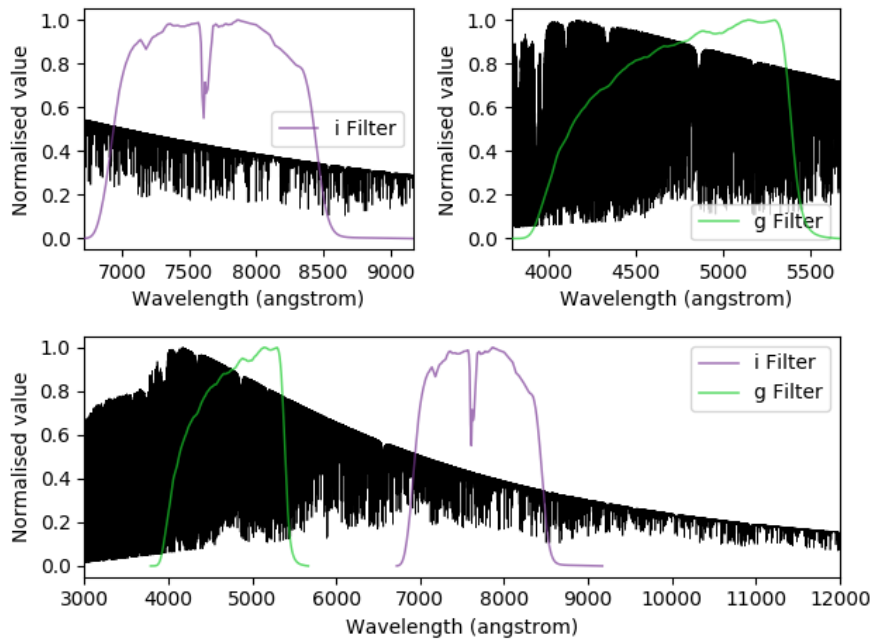 1.0
0.8
0.6
0.4
0.2
0.0
Normalised value
i Filter
7000 7500 8000 8500 9000
Wavelength (angstrom)
1.0
0.8
0.6
0.4
0.2
0.0
Normalised value
g Filter
4000 4500 5000 5500
Wavelength (angstrom)
1.0
0.8
0.6
0.4
0.2
0.0
Normalised value
i Filter
g Filter
3000 4000 5000 6000 7000 8000 9000 10000 11000 12000
Wavelength (angstrom)